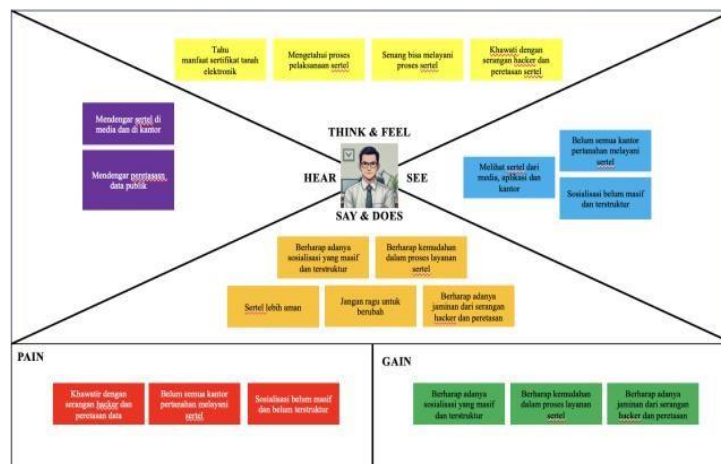 Tahu
manfaat sertifikat tanah
elektronik
Mengetahui proses
pelaksanaan sertel
Senang bisa melayani
proses sertel
Khawati dengan
serangan hacker dan
peretasan sertel
Mendengar sertel di
media dan di kantor
Mendengar peretasan
data publik
THINK & FEEL
HEAR
SEE
SAY & DOES
Melihat sertel dari
media, aplikasi dan
kantor
Belum semua kantor
pertanahan melayani
sertel
Sosialisasi belum masif
dan terstruktur
Berharap adanya
sosialisasi yang masif
dan terstruktur
Berharap kemudahan
dalam proses layanan
sertel
Sertel lebih aman
Jangan ragu untuk
berubah
Berharap adanya
jaminan dari serangan
hacker dan peretasan
PAIN
Khawatir dengan
serangan hacker dan
peretasan data
Belum semua kantor
pertanahan melayani
sertel
Sosialisasi belum masif
dan belum terstruktur
GAIN
Berharap adanya
sosialisasi yang masif
dan terstruktur
Berharap kemudahan
dalam proses layanan
sertel
Berharap adanya
jaminan dari serangan
hacker dan peretasan